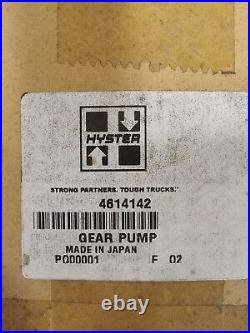 HYSTER
STRONG PARTNERS. TOUGH TRUCKS.™
4614142
GEAR PUMP
MADE IN JAPAN
P000001 F 02